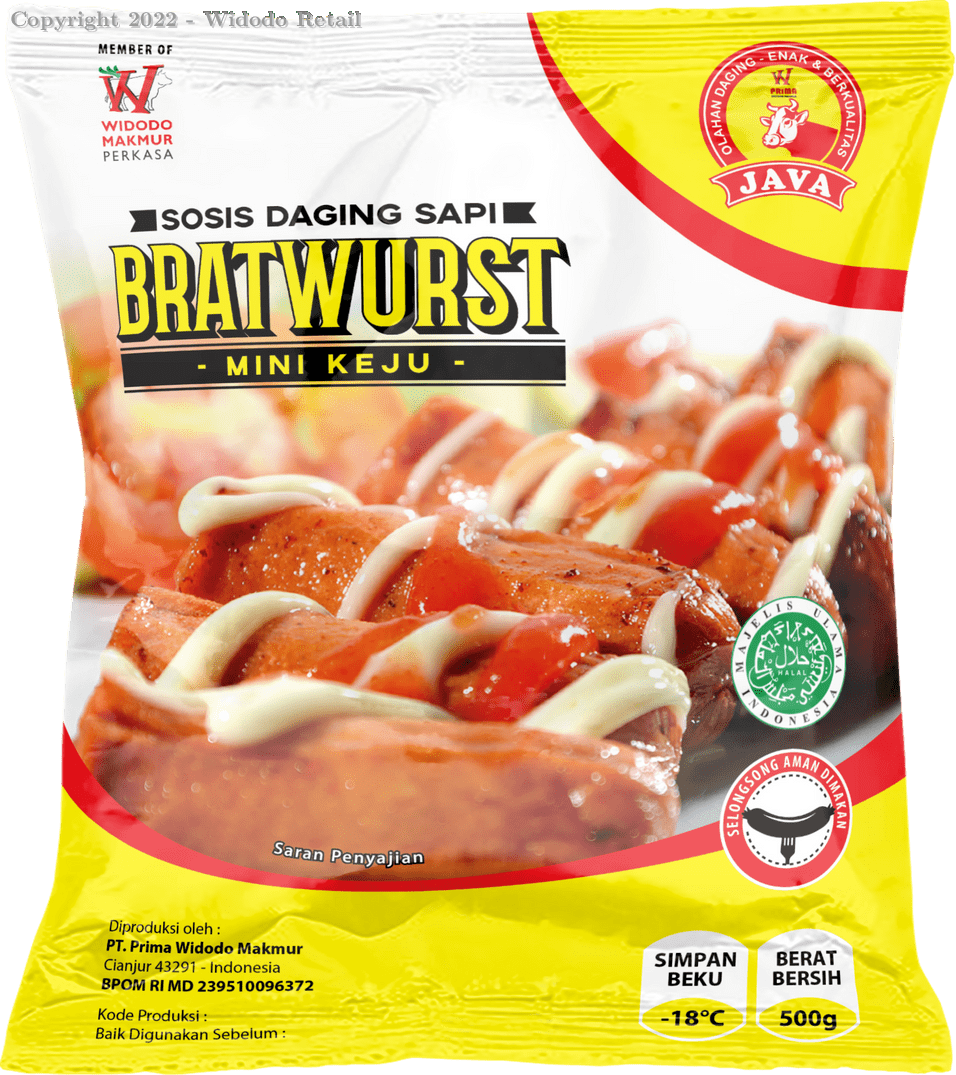 Copyright 2022 - Widodo Retail
MEMBER OF
W
WIDODO
MAKMUR
PERKASA
OLAHAN DAGING - ENAK & BERKUALITAS
W
PRIMA
JAVA
SOSIS DAGING SAPI
BRATWURST
- MINI KEJU -
MAJELIS ULAMA
حلال
HALAL
INDONESIA
SELONGSONG AMAN DIMAKAN
Saran Penyajian
Diproduksi oleh :
PT. Prima Widodo Makmur
Cianjur 43291 - Indonesia
BPOM RI MD 239510096372
Kode Produksi :
Baik Digunakan Sebelum :
SIMPAN
BEKU
-18°C
BERAT
BERSIH
500g